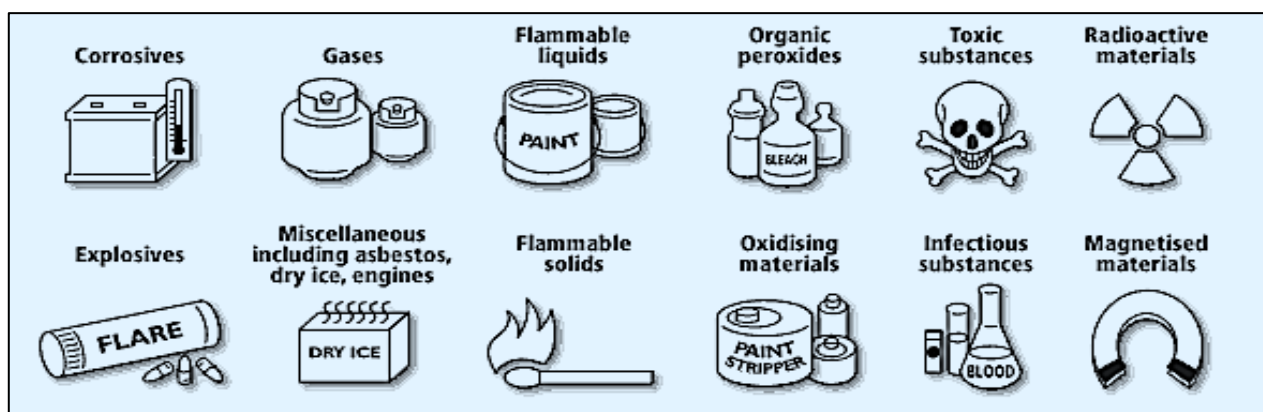 Corrosives
Gases
Flammable
liquids
Organic
peroxides
Toxic
substances
Radioactive
materials
PAINT
BLEACH
Explosives
Miscellaneous
including asbestos,
dry ice, engines
Flammable
solids
Oxidising
materials
Infectious
substances
Magnetised
materials
FLARE
DRY ICE
PAINT
STRIPPER
BLOOD